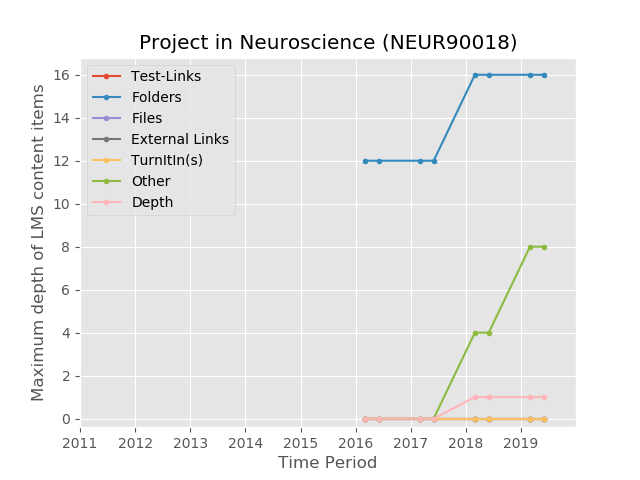 Project in Neuroscience (NEUR90018)
Maximum depth of LMS content items
16
14
12
10
8
6
4
2
0
Test-Links
Folders
Files
External Links
TurnItIn(s)
Other
Depth
2011 2012 2013 2014 2015 2016 2017 2018 2019
Time Period